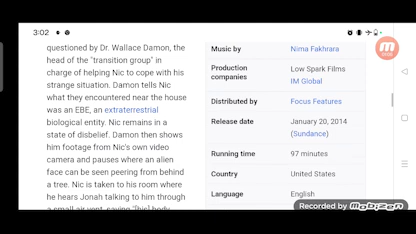 3:02
questioned by Dr. Wallace Damon, the
head of the "transition group" in
charge of helping Nic to cope with his
strange situation. Damon tells Nic
what they encountered near the house
was an EBE, an extraterrestrial
biological entity. Nic remains in a
state of disbelief. Damon then shows
him footage from Nic's own video
camera and pauses where an alien
face can be seen peering from behind
a tree. Nic is taken to his room where
he hears Jonah talking to him through
a small air vent, saying "[his] body
Music by Nima Fakhrara
Production companies Low Spark Films
IM Global
Distributed by Focus Features
Release date January 20, 2014
(Sundance)
Running time 97 minutes
Country United States
Language English
Recorded by Mobizen